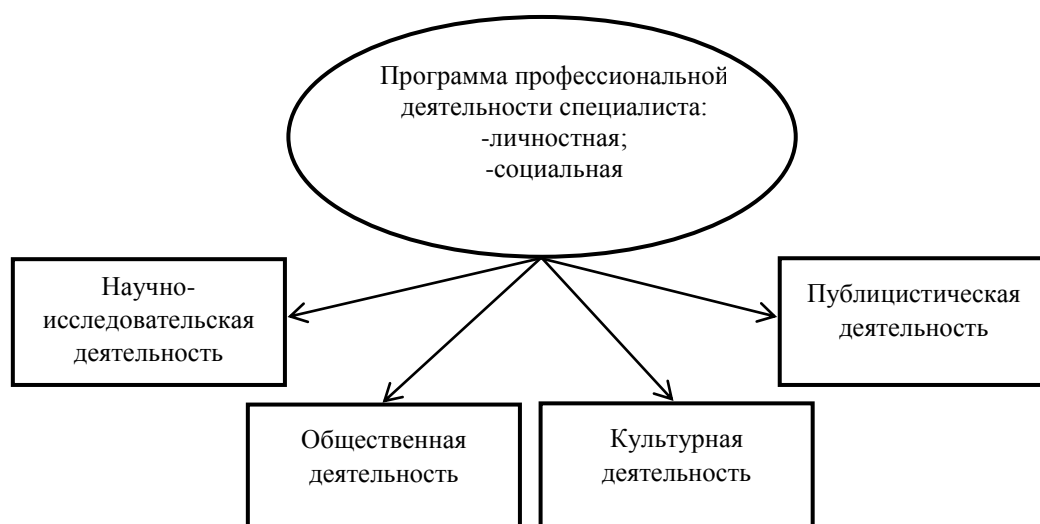 Программа профессиональной
деятельности специалиста:
-личностная;
-социальная
Научно-
исследовательская
деятельность
Публицистическая
деятельность
Общественная
деятельность
Культурная
деятельность